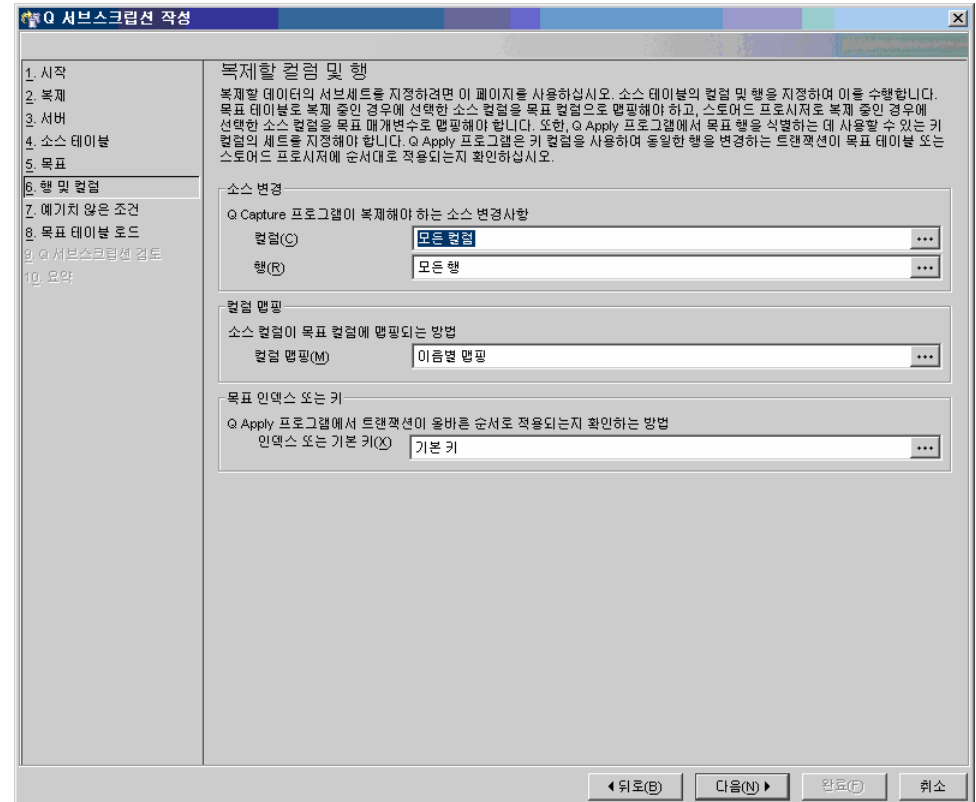 Q 서브스크립션 작성
1. 시작
2. 복제
3. 서버
4. 소스 테이블
5. 목표
6. 행 및 컬럼
7. 예기치 않은 조건
8. 목표 테이블 로드
9. Q 서브스크립션 검토
10. 요약
복제할 컬럼 및 행
복제할 데이터의 서브세트를 지정하려면 이 페이지를 사용하십시오. 소스 테이블의 컬럼 및 행을 지정하여 이를 수행합니다.
목표 테이블로 복제 중인 경우에 선택한 소스 컬럼을 목표 컬럼으로 맵핑해야 하고, 스토어드 프로시저로 복제 중인 경우에
선택한 소스 컬럼을 목표 매개변수로 맵핑해야 합니다. 또한, Q Apply 프로그램에서 목표 행을 식별하는 데 사용할 수 있는 키
컬럼의 세트를 지정해야 합니다. Q Apply 프로그램은 키 컬럼을 사용하여 동일한 행을 변경하는 트랜잭션이 목표 테이블 또는
스토어드 프로시저에 순서대로 적용되는지 확인하십시오.
소스 변경
Q Capture 프로그램이 복제해야 하는 소스 변경사항
컬럼(C) 모든 컬럼 ...
행(R) 모든 행 ...
컬럼 맵핑
소스 컬럼이 목표 컬럼에 맵핑되는 방법
컬럼 맵핑(M) 이름별 맵핑 ...
목표 인덱스 또는 키
Q Apply 프로그램에서 트랜잭션이 올바른 순서로 적용되는지 확인하는 방법
인덱스 또는 기본 키(X) 기본 키 ...
뒤로(B) 다음(N) 완료(F) 취소